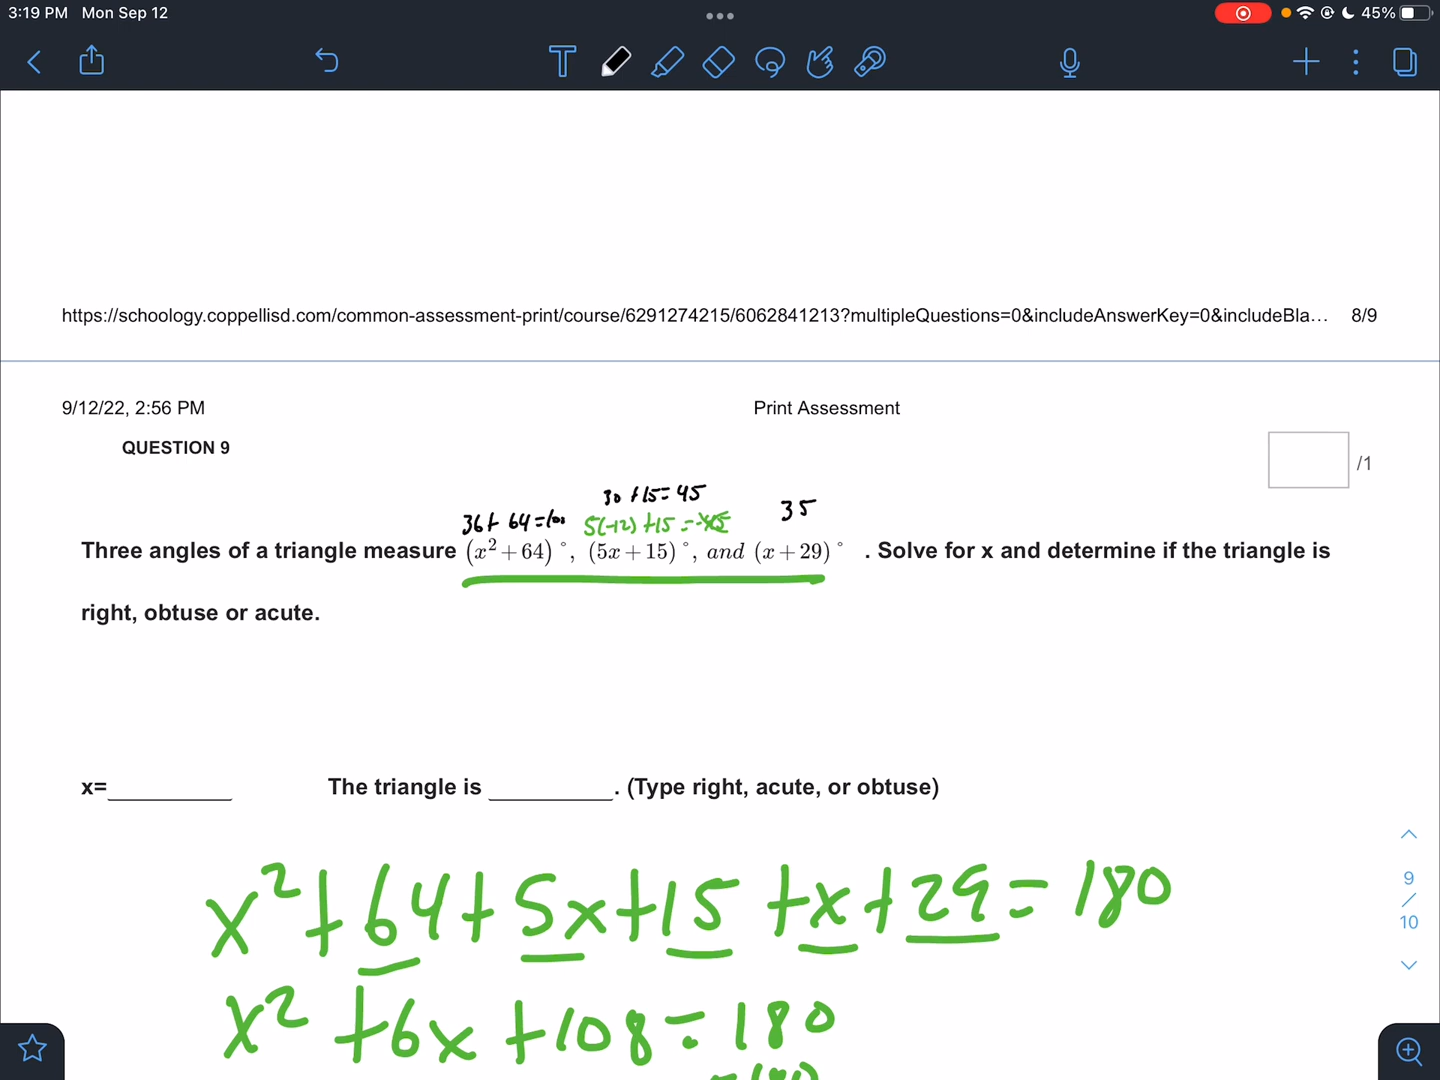 3:19 PM Mon Sep 12
45%
https://schoology.coppellisd.com/common-assessment-print/course/6291274215/6062841213?multipleQuestions=0&includeAnswerKey=0&includeBla... 8/9
9/12/22, 2:56 PM Print Assessment
QUESTION 9
/1
30 + 15 = 45
36 + 64 = 100 5(-12) + 15 = -45 35
Three angles of a triangle measure (x² + 64)°, (5x + 15)°, and (x + 29)° . Solve for x and determine if the triangle is
right, obtuse or acute.
x=__________ The triangle is __________. (Type right, acute, or obtuse)
9
/
10
x² + 64 + 5x + 15 + x + 29 = 180
x² + 6x + 108 = 180